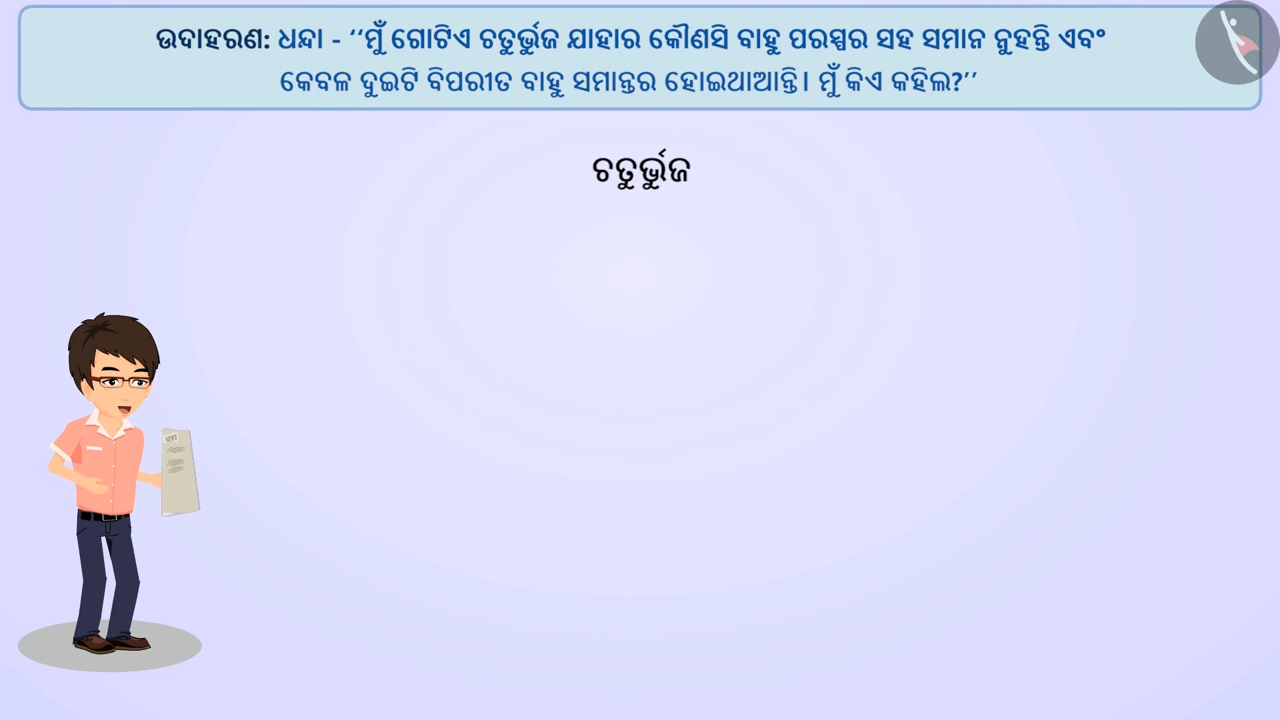 ଉଦାହରଣ: ଧନ୍ଦା - ‘‘ମୁଁ ଗୋଟିଏ ଚତୁର୍ଭୁଜ ଯାହାର କୌଣସି ବାହୁ ପରସ୍ପର ସହ ସମାନ ନୁହନ୍ତି ଏବଂ
କେବଳ ଦୁଇଟି ବିପରୀତ ବାହୁ ସମାନ୍ତର ହୋଇଥାଆନ୍ତି। ମୁଁ କିଏ କହିଲ?’’
ଚତୁର୍ଭୁଜ